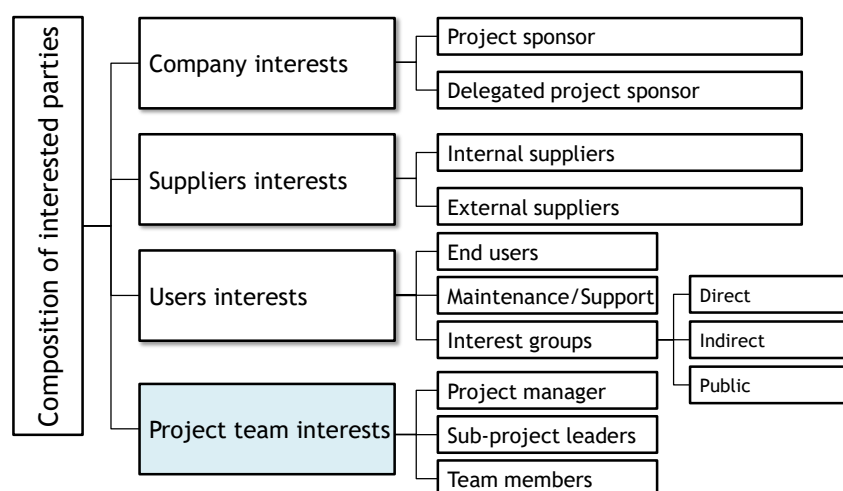 Composition of interested parties
Company interests
Project sponsor
Delegated project sponsor
Suppliers interests
Internal suppliers
External suppliers
Users interests
End users
Maintenance/Support
Interest groups
Direct
Indirect
Public
Project team interests
Project manager
Sub-project leaders
Team members